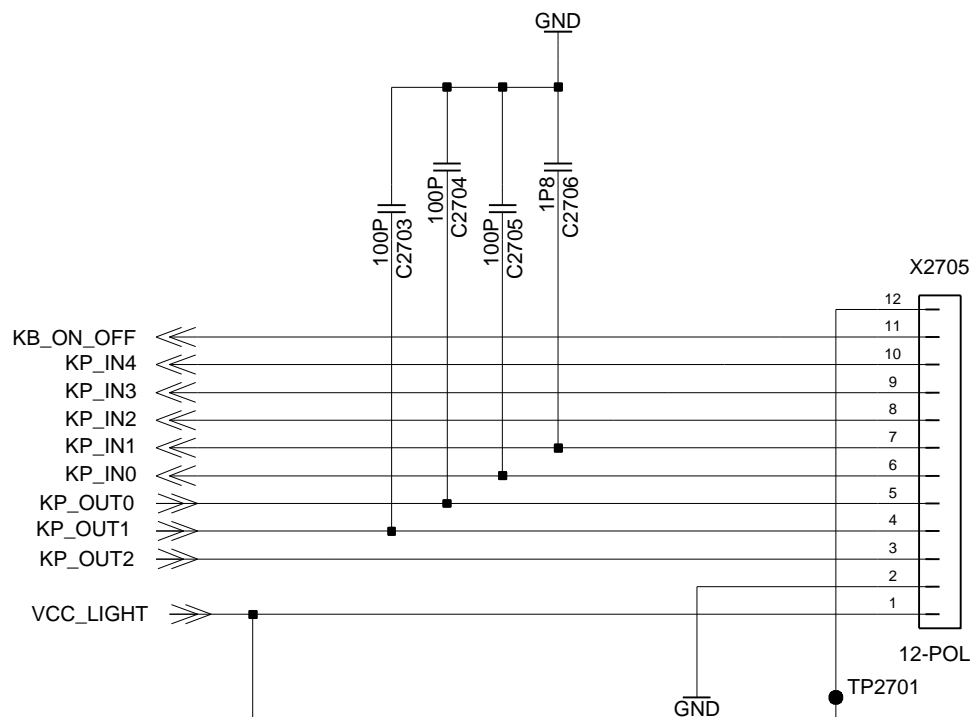 GND
100P
C2703
100P
C2704
100P
C2705
1P8
C2706
X2705
12
KB_ON_OFF
11
KP_IN4
10
KP_IN3
9
KP_IN2
8
KP_IN1
7
KP_IN0
6
KP_OUT0
5
KP_OUT1
4
KP_OUT2
3
2
VCC_LIGHT
1
12-POL
TP2701
GND